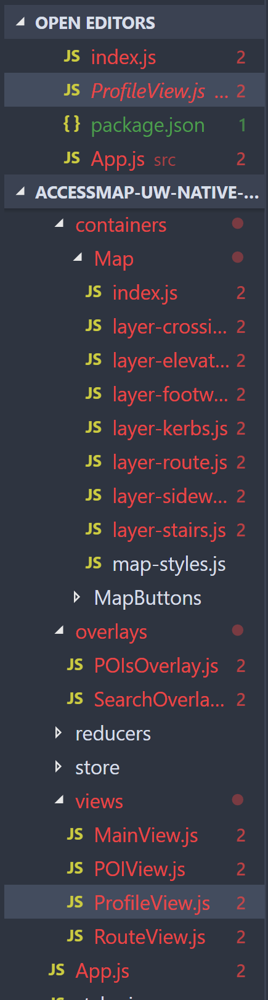 OPEN EDITORS
JS index.js 2
JS ProfileView.js ... 2
{ } package.json 1
JS App.js src 2
ACCESSMAP-UW-NATIVE-...
containers
Map
JS index.js 2
JS layer-crossi... 2
JS layer-elevat... 2
JS layer-footw... 2
JS layer-kerbs.js 2
JS layer-route.js 2
JS layer-sidew... 2
JS layer-stairs.js 2
JS map-styles.js
MapButtons
overlays
JS POIsOverlay.js 2
JS SearchOverla... 2
reducers
store
views
JS MainView.js 2
JS POIView.js 2
JS ProfileView.js 2
JS RouteView.js 2
JS App.js 2